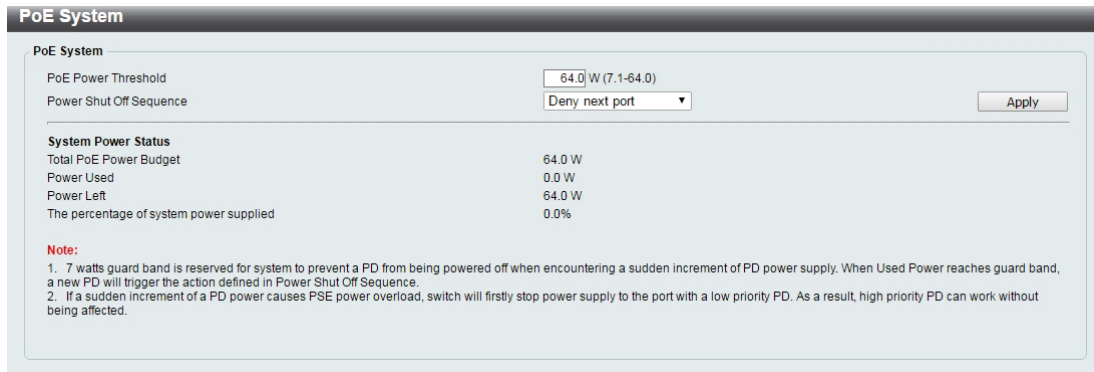 PoE System
PoE System
PoE Power Threshold
64.0 W (7.1-64.0)
Power Shut Off Sequence
Deny next port
Apply
System Power Status
Total PoE Power Budget
64.0 W
Power Used
0.0 W
Power Left
64.0 W
The percentage of system power supplied
0.0%
Note:
1. 7 watts guard band is reserved for system to prevent a PD from being powered off when encountering a sudden increment of PD power supply. When Used Power reaches guard band,
a new PD will trigger the action defined in Power Shut Off Sequence.
2. If a sudden increment of a PD power causes PSE power overload, switch will firstly stop power supply to the port with a low priority PD. As a result, high priority PD can work without
being affected.